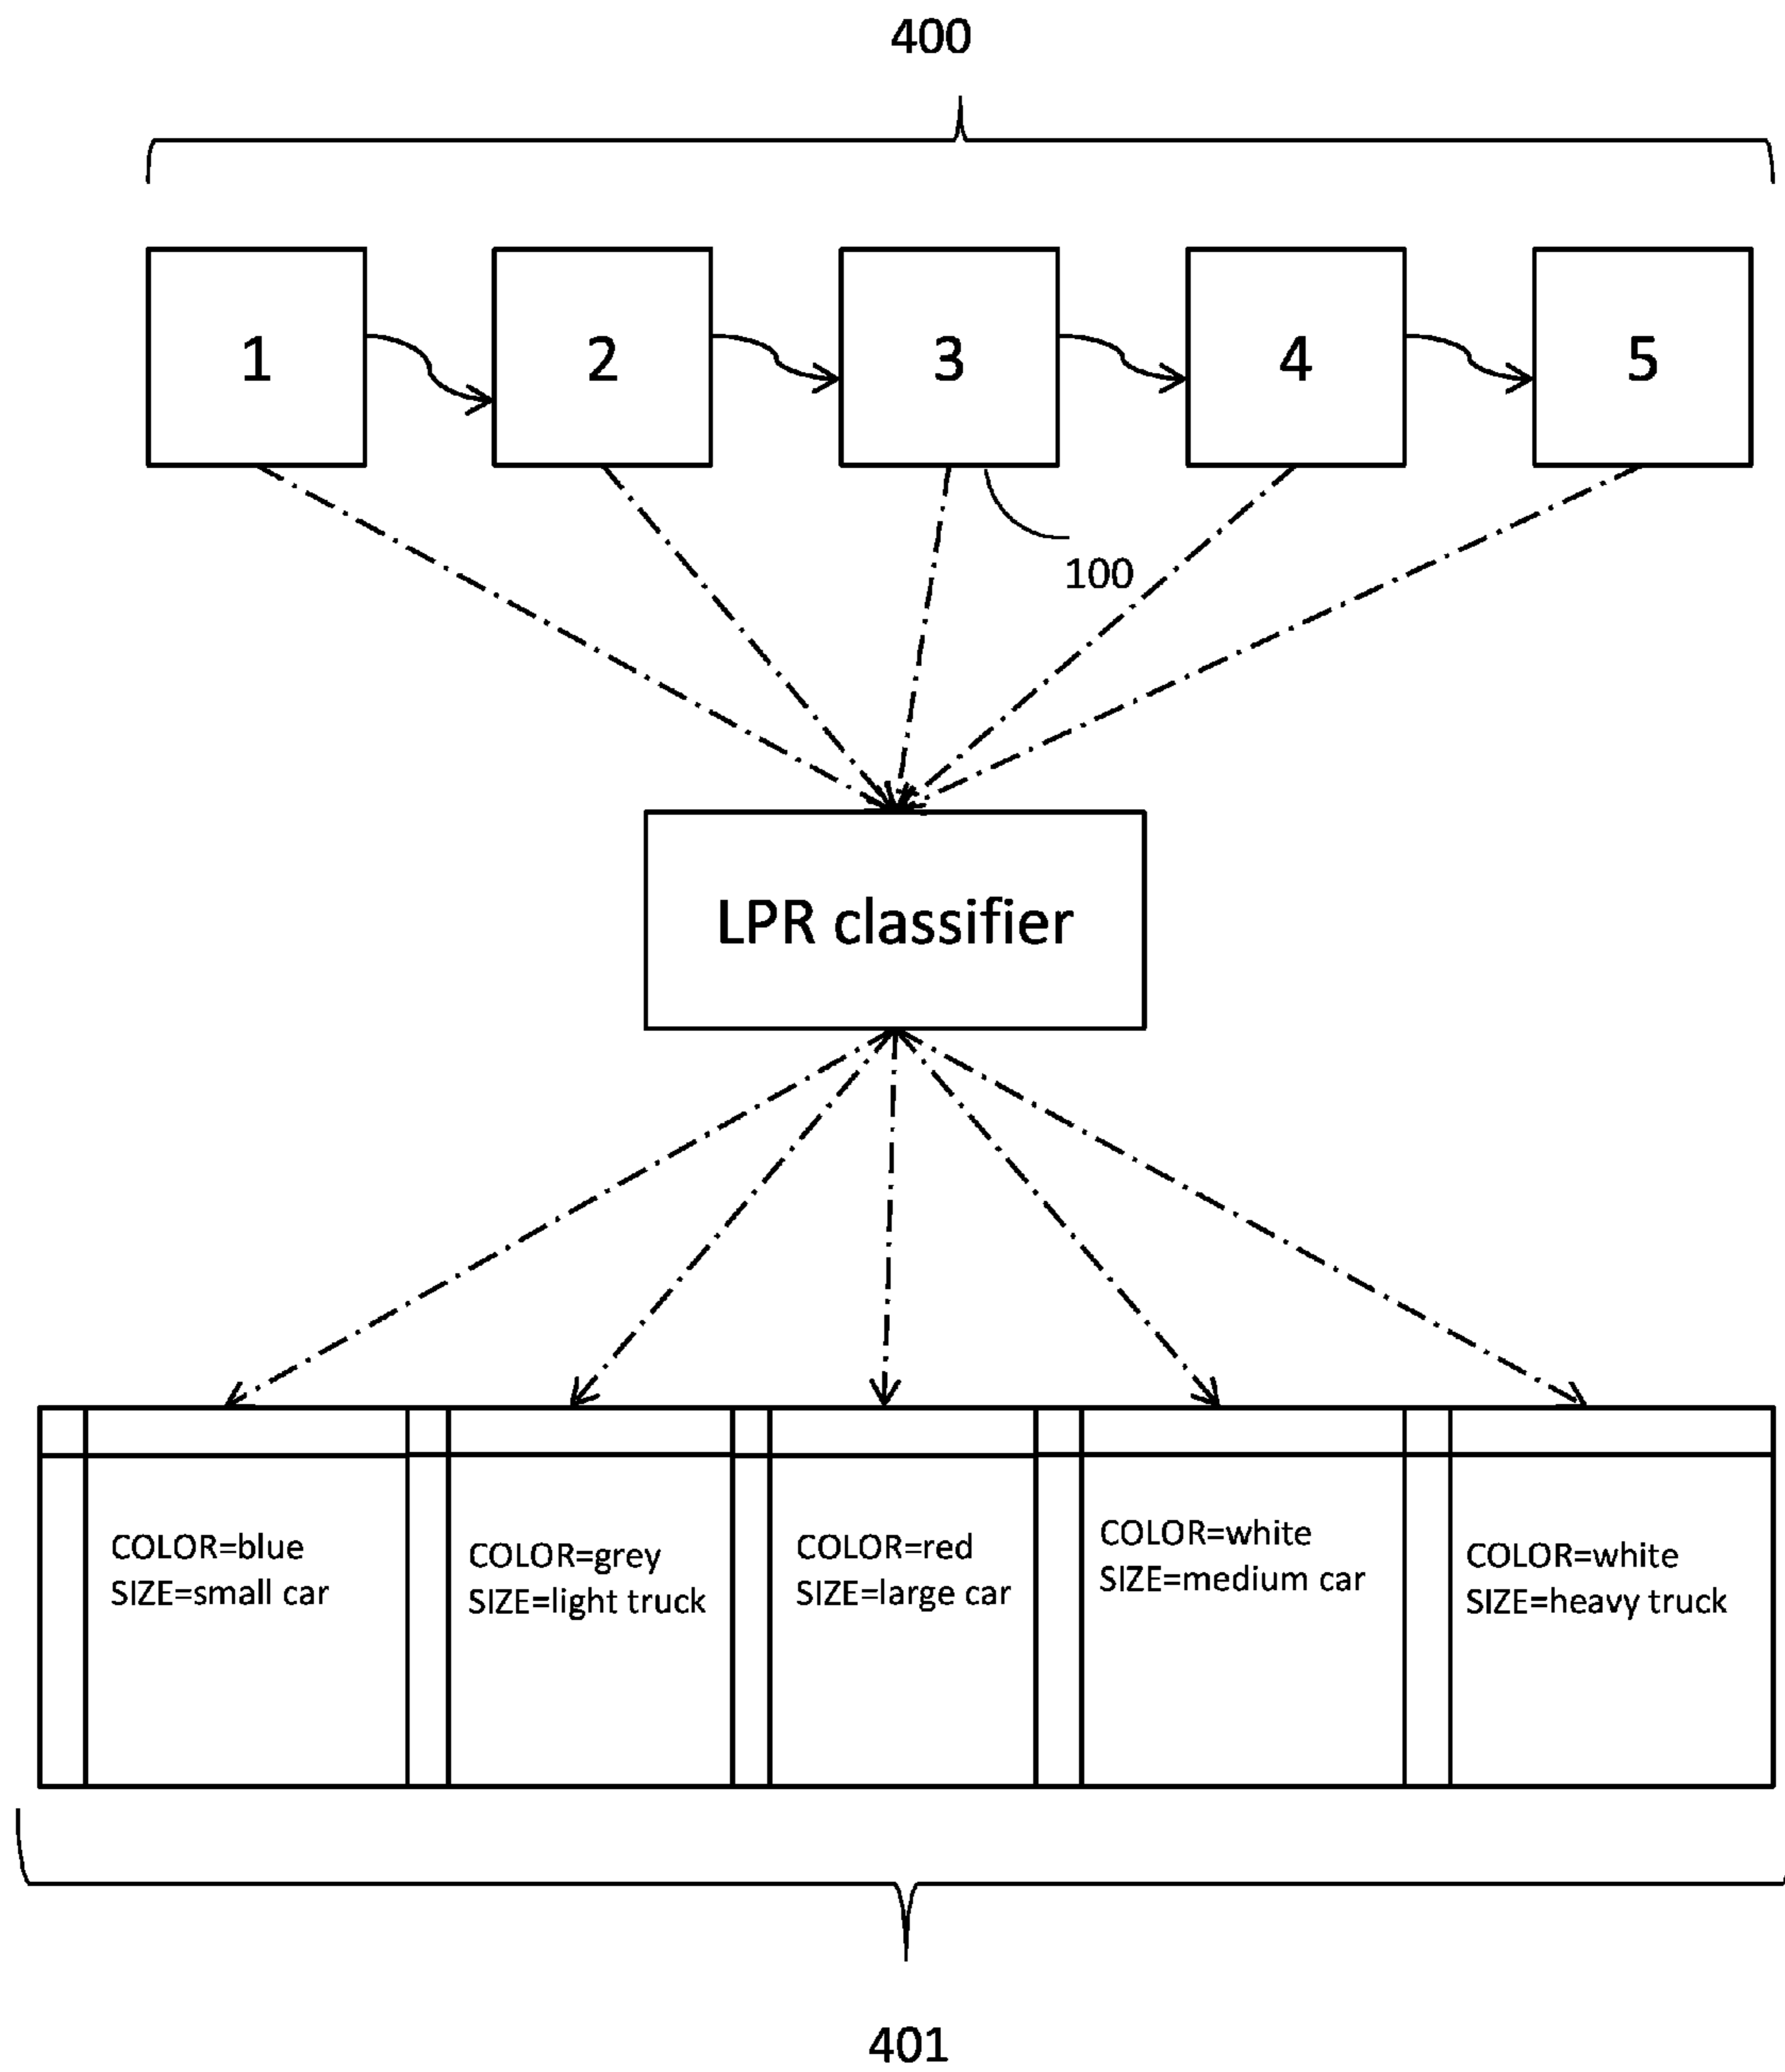 400
1
2
3
4
5
100
LPR classifier
COLOR=blue
SIZE=small car
COLOR=grey
SIZE=light truck
COLOR=red
SIZE=large car
COLOR=white
SIZE=medium car
COLOR=white
SIZE=heavy truck
401